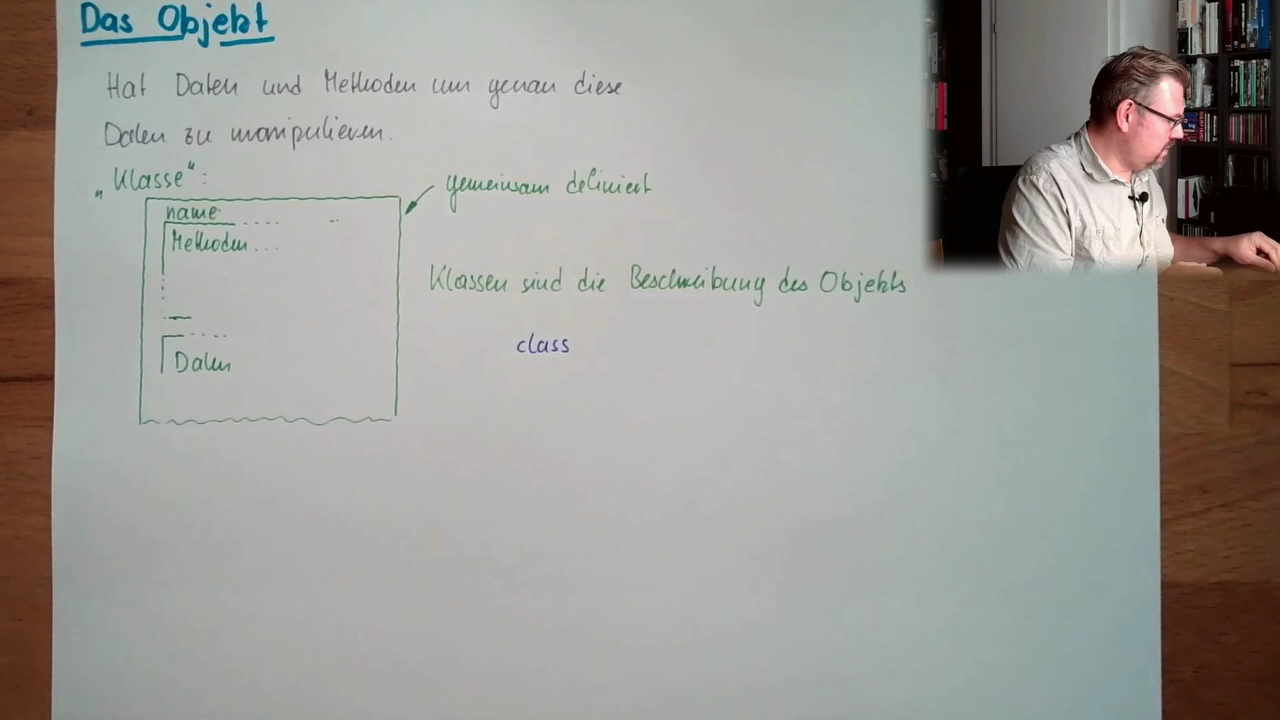 Das Objekt
Hat Daten und Methoden um genau diese
Daten zu manipulieren.
„Klasse“:
gemeinsam definiert
name
Methoden...
Klassen sind die Beschreibung des Objekts
class
Daten